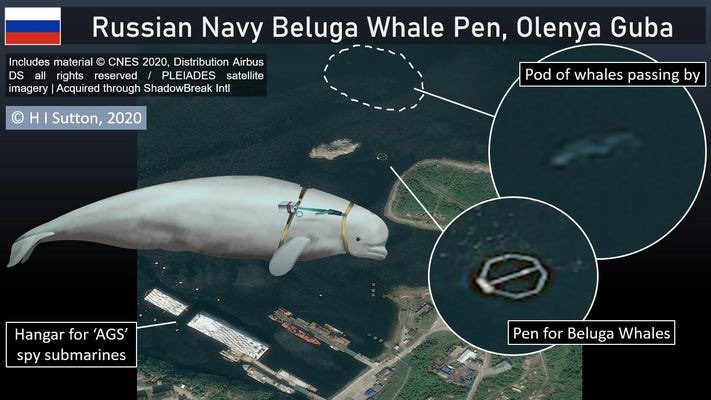 Russian Navy Beluga Whale Pen, Olenya Guba
Includes material © CNES 2020, Distribution Airbus
DS all rights reserved / PLEIADES satellite
imagery | Acquired through ShadowBreak Intl
© H I Sutton, 2020
Pod of whales passing by
Pen for Beluga Whales
Hangar for ‘AGS’
spy submarines